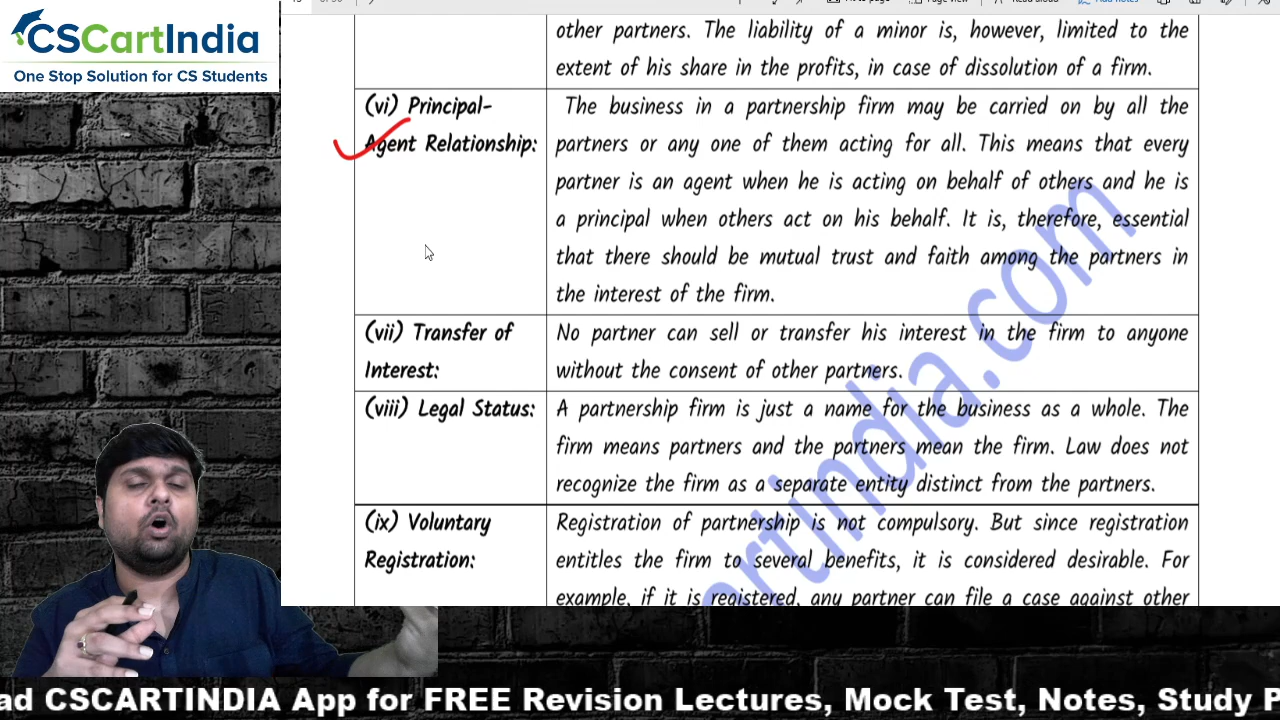 CSCartIndia
One Stop Solution for CS Students
other partners. The liability of a minor is, however, limited to the
extent of his share in the profits, in case of dissolution of a firm.
(vi) Principal-
Agent Relationship:
The business in a partnership firm may be carried on by all the
partners or any one of them acting for all. This means that every
partner is an agent when he is acting on behalf of others and he is
a principal when others act on his behalf. It is, therefore, essential
that there should be mutual trust and faith among the partners in
the interest of the firm.
(vii) Transfer of
Interest:
No partner can sell or transfer his interest in the firm to anyone
without the consent of other partners.
(viii) Legal Status:
A partnership firm is just a name for the business as a whole. The
firm means partners and the partners mean the firm. Law does not
recognize the firm as a separate entity distinct from the partners.
(ix) Voluntary
Registration:
Registration of partnership is not compulsory. But since registration
entitles the firm to several benefits, it is considered desirable. For
example, if it is registered, any partner can file a case against other
artindia.com
ad CSCARTINDIA App for FREE Revision Lectures, Mock Test, Notes, Study P